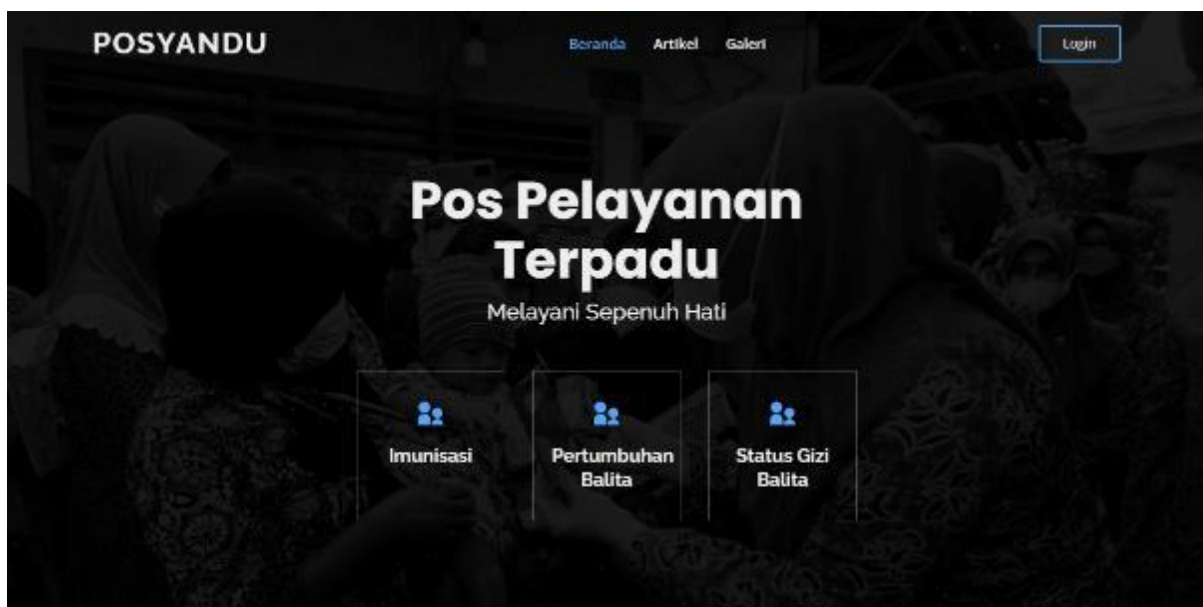 POSYANDU
Beranda Artikel Galeri
Login
Pos Pelayanan
Terpadu
Melayani Sepenuh Hati
Imunisasi
Pertumbuhan
Balita
Status Gizi
Balita